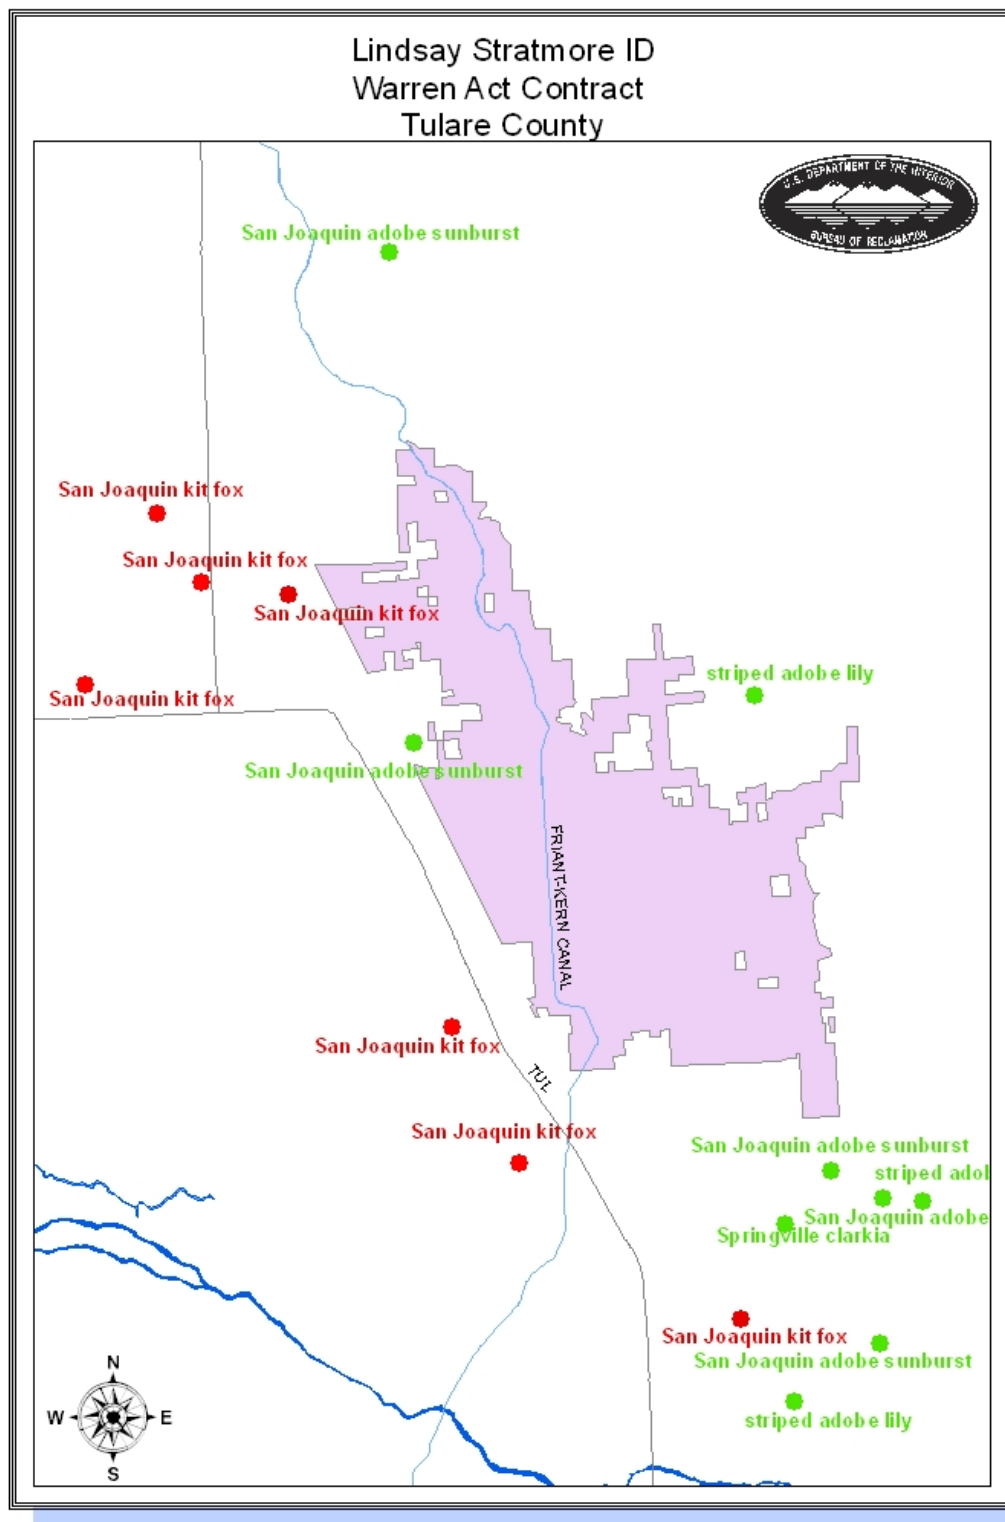 Lindsay Stratmore ID
Warren Act Contract
Tulare County
U.S. DEPARTMENT OF THE INTERIOR
BUREAU OF RECLAMATION
San Joaquin adobe sunburst
San Joaquin kit fox
San Joaquin kit fox
San Joaquin kit fox
striped adobe lily
San Joaquin kit fox
San Joaquin adobe sunburst
FRIANT-KERN CANAL
San Joaquin kit fox
TUL
San Joaquin kit fox
San Joaquin adobe sunburst
striped adol
San Joaquin adobe
Springville clarkia
San Joaquin kit fox
San Joaquin adobe sunburst
N
W E
S
striped adobe lily